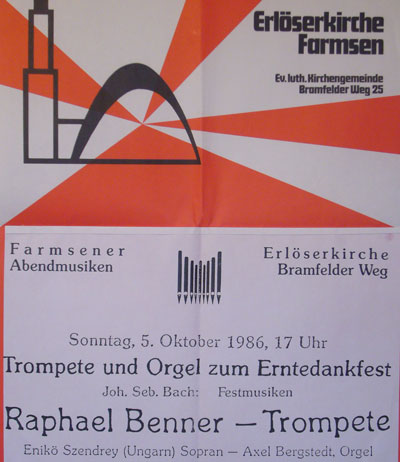 Erlöserkirche
Farmsen
Ev. luth. Kirchengemeinde
Bramfelder Weg 25
Farmsener
Abendmusiken
Erlöserkirche
Bramfelder Weg
Sonntag, 5. Oktober 1986, 17 Uhr
Trompete und Orgel zum Erntedankfest
Joh. Seb. Bach: Festmusiken
Raphael Benner – Trompete
Enikö Szendrey (Ungarn) Sopran – Axel Bergstedt, Orgel